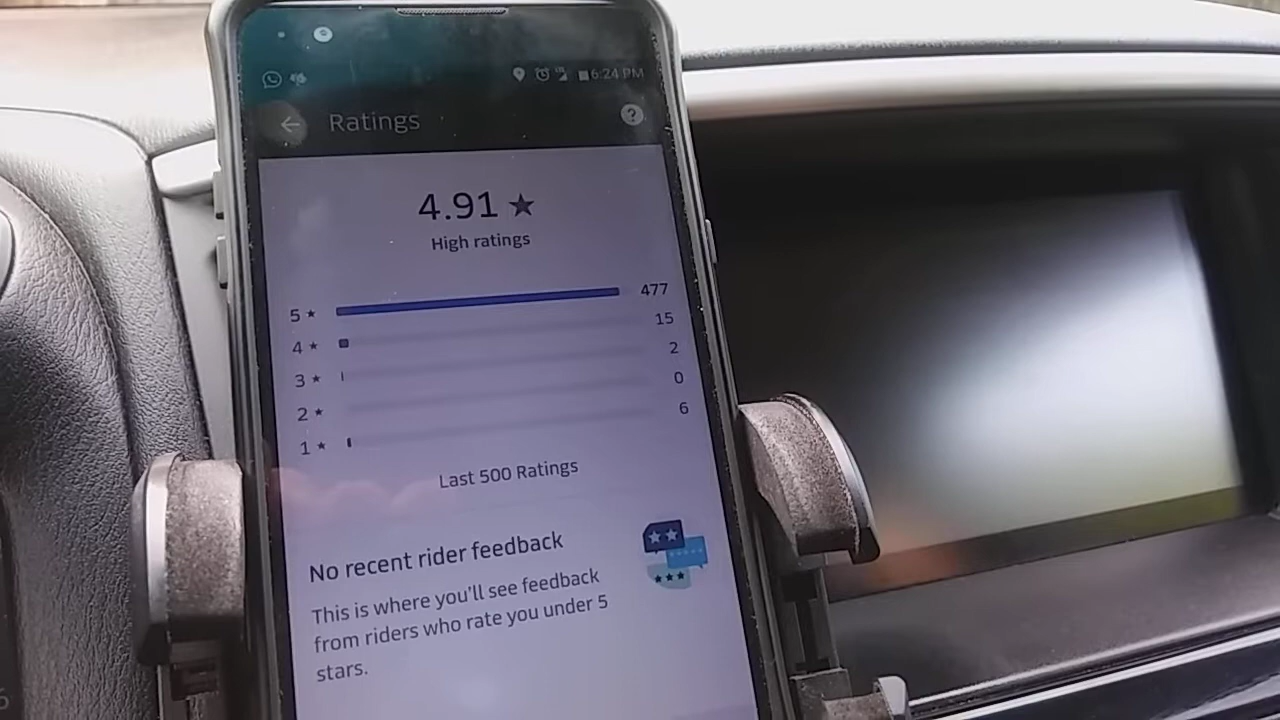 6:24 PM
Ratings
?
4.91 ★
High ratings
5 ★ 477
4 ★ 15
3 ★ 2
2 ★ 0
1 ★ 6
Last 500 Ratings
No recent rider feedback
This is where you'll see feedback
from riders who rate you under 5
stars.